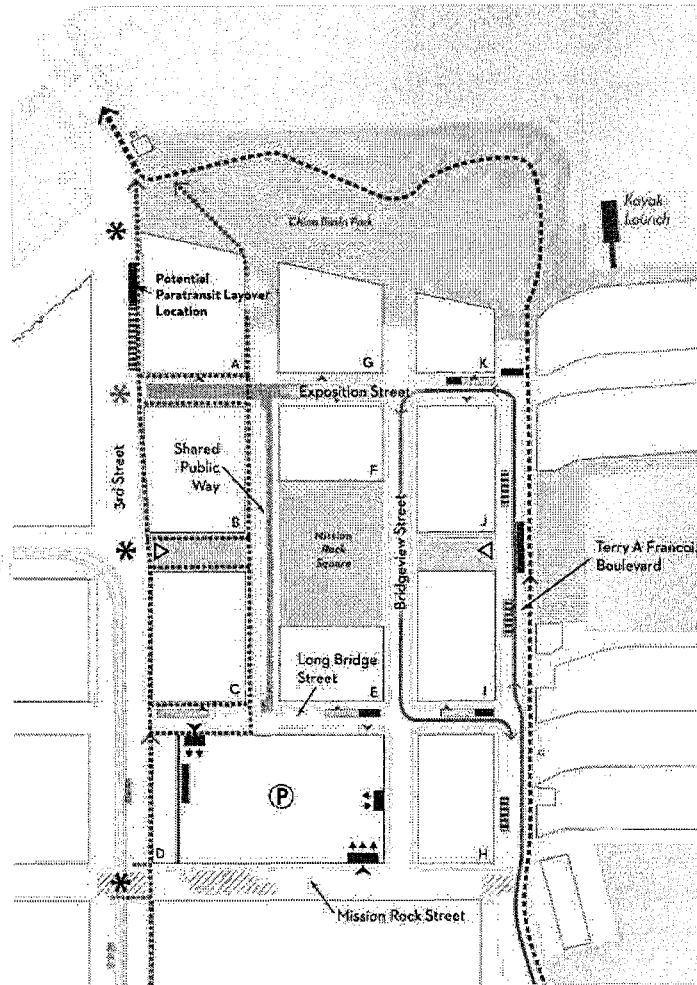 Kayak
Launch
China Basin Park
Potential
Paratransit Layover
Location
A
G
K
Exposition Street
3rd Street
Shared
Public
Way
F
B
J
Mission
Rock
Square
Bridgeview Street
Terry A Francoi
Boulevard
Long Bridge
Street
C
E
I
P
D
H
Mission Rock Street